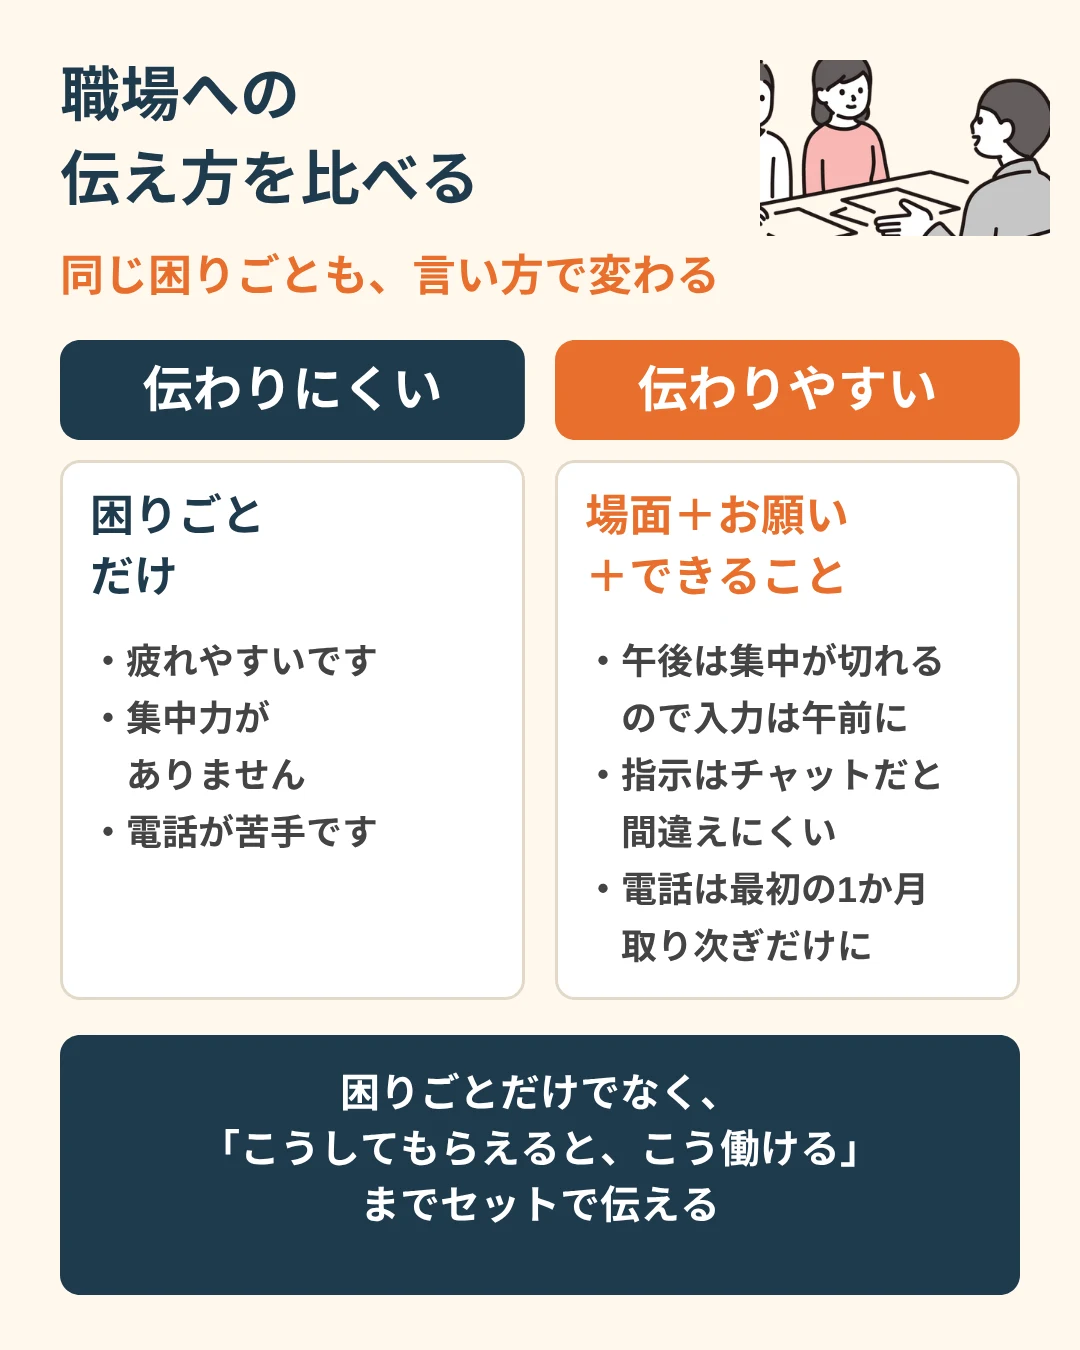 職場への
伝え方を比べる
同じ困りごとも、言い方で変わる
伝わりにくい
伝わりやすい
困りごと
だけ
・疲れやすいです
・集中力が
ありません
・電話が苦手です
場面＋お願い
＋できること
・午後は集中が切れる
ので入力は午前に
・指示はチャットだと
間違えにくい
・電話は最初の1か月
取り次ぎだけに
困りごとだけでなく、
「こうしてもらえると、こう働ける」
までセットで伝える